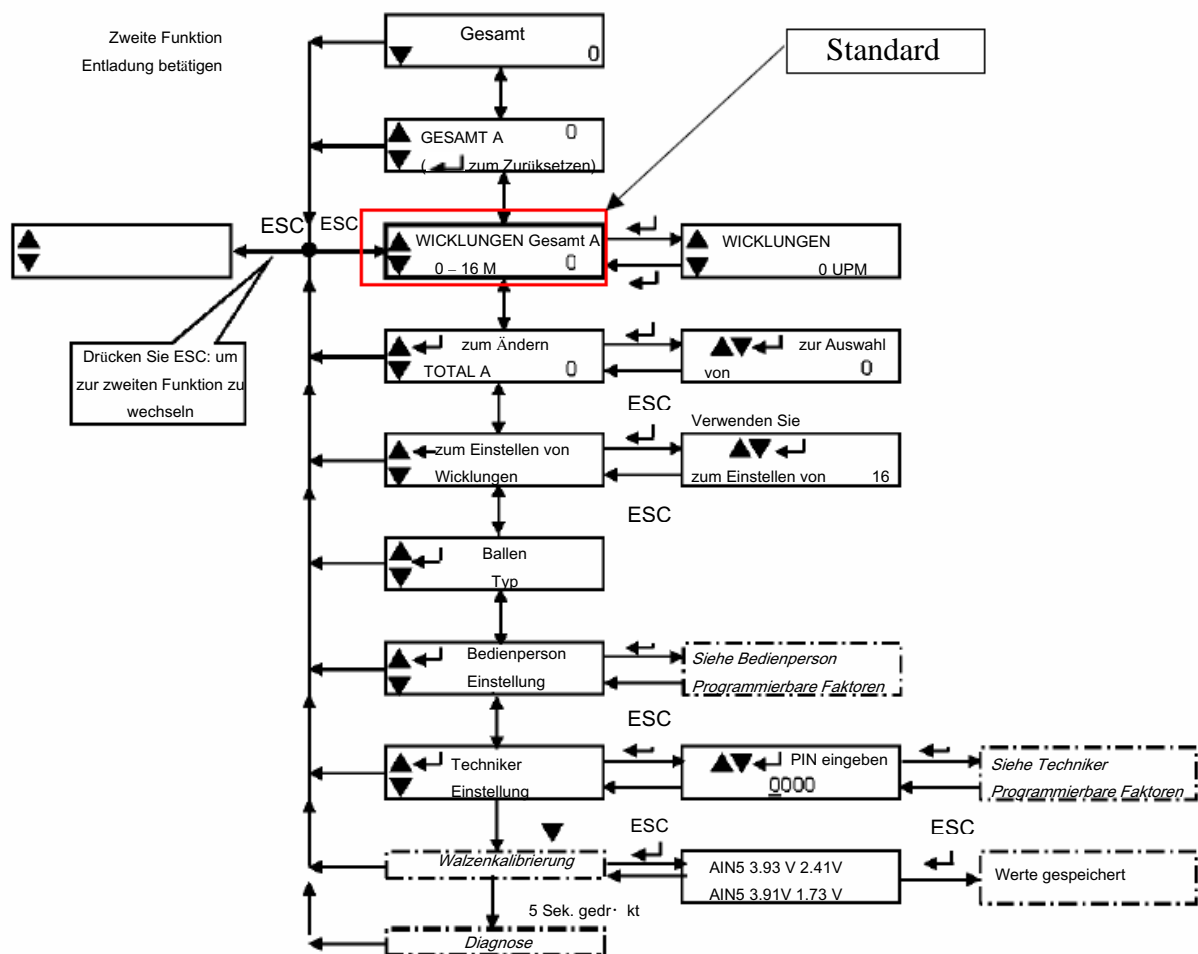 Zweite Funktion
Entladung betätigen
Gesamt
0
Standard
GESAMT A 0
( zum Zurüksetzen)
ESC ESC
WICKLUNGEN Gesamt A
0 – 16 M 0
WICKLUNGEN
0 UPM
Drücken Sie ESC: um
zur zweiten Funktion zu
wechseln
zum Ändern
TOTAL A 0
zur Auswahl
von 0
ESC
Verwenden Sie
zum Einstellen von
Wicklungen
zum Einstellen von 16
ESC
Ballen
Typ
Bedienperson
Einstellung
Siehe Bedienperson
Programmierbare Faktoren
ESC
Techniker
Einstellung
PIN eingeben
0000
Siehe Techniker
Programmierbare Faktoren
ESC
ESC
Walzenkalibrierung
AIN5 3.93 V 2.41V
AIN5 3.91V 1.73 V
Werte gespeichert
5 Sek. gedr· kt
Diagnose